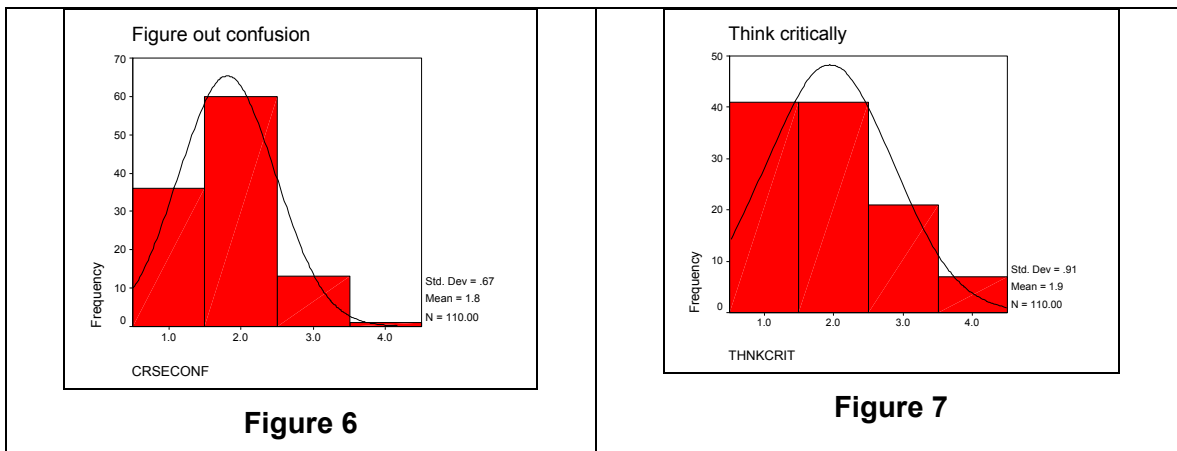 Figure out confusion
70
60
50
40
30
20
10
0
Frequency
1.0 2.0 3.0 4.0
Std. Dev = .67
Mean = 1.8
N = 110.00
CRSECONF
Figure 6
Think critically
50
40
30
20
10
0
Frequency
1.0 2.0 3.0 4.0
Std. Dev = .91
Mean = 1.9
N = 110.00
THNKCRIT
Figure 7